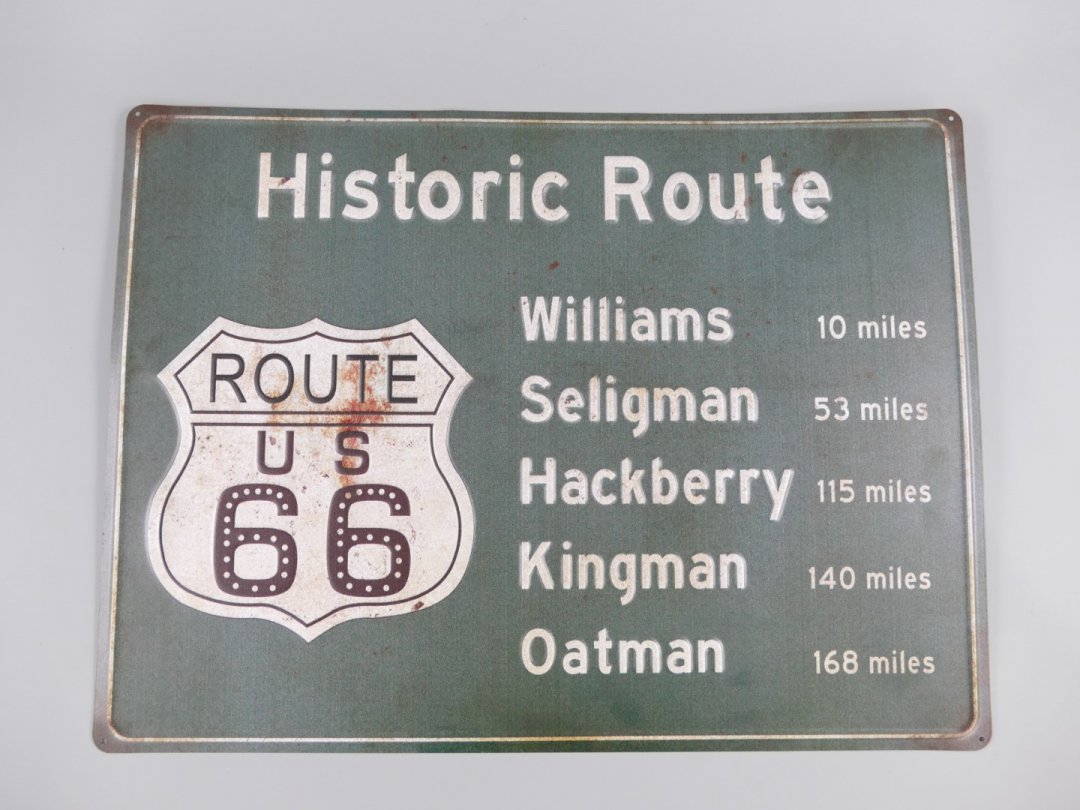 Historic Route
ROUTE
U S
66
Williams 10 miles
Seligman 53 miles
Hackberry 115 miles
Kingman 140 miles
Oatman 168 miles